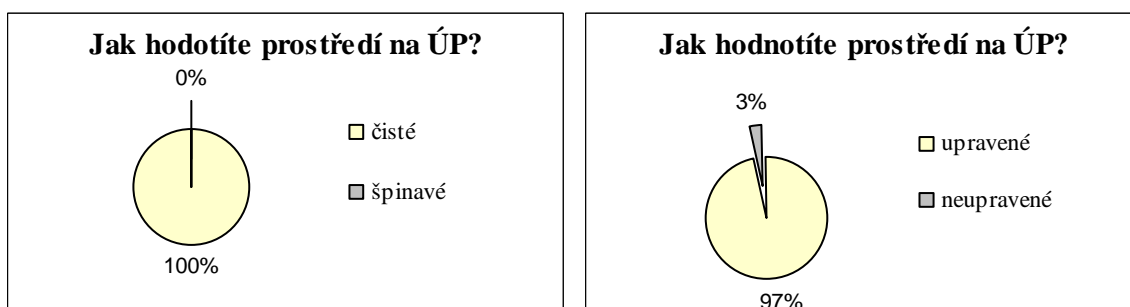 Jak hodotíte prostředí na ÚP?
0%
čisté
špinavé
100%
Jak hodnotíte prostředí na ÚP?
3%
upravené
neupravené
97%